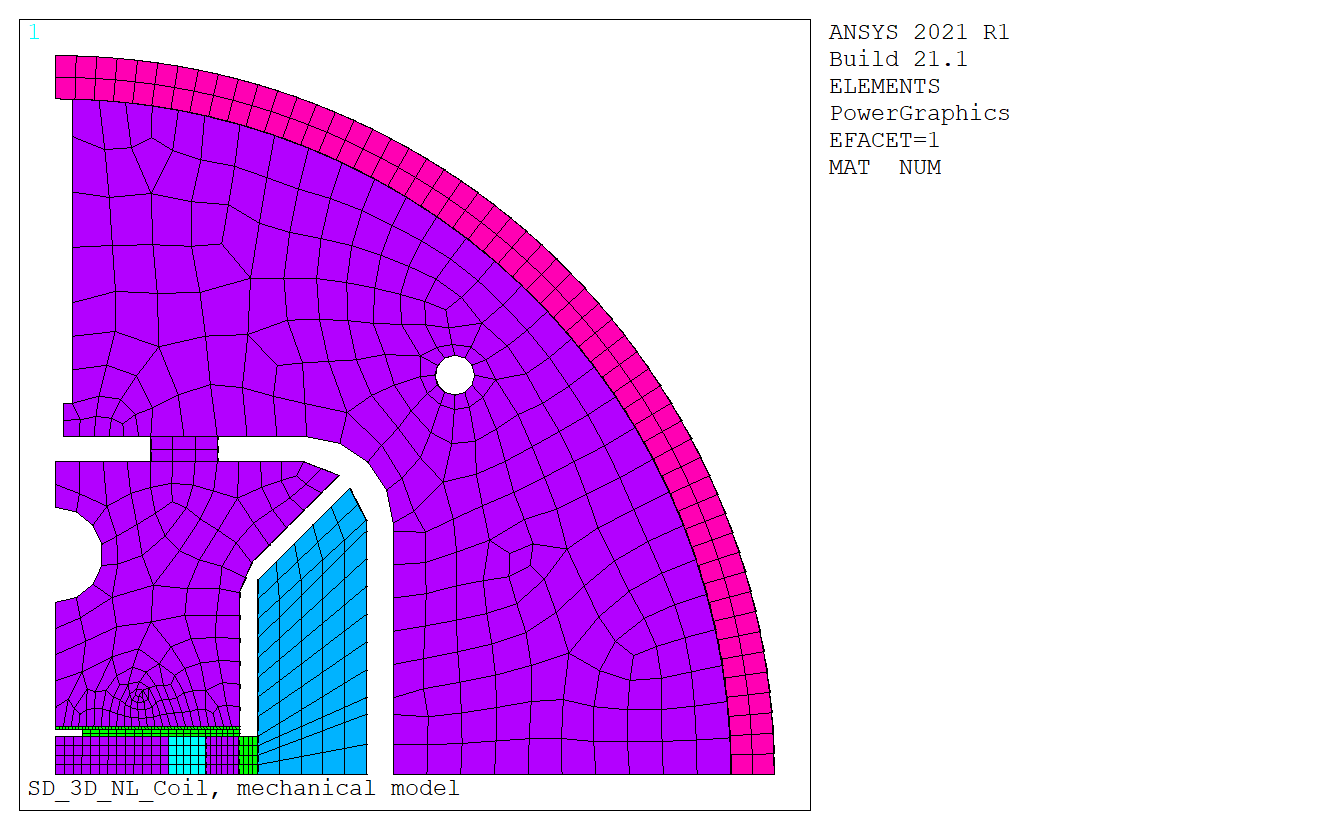 1
ANSYS 2021 R1
Build 21.1
ELEMENTS
PowerGraphics
EFACET=1
MAT NUM
SD_3D_NL_Coil, mechanical model